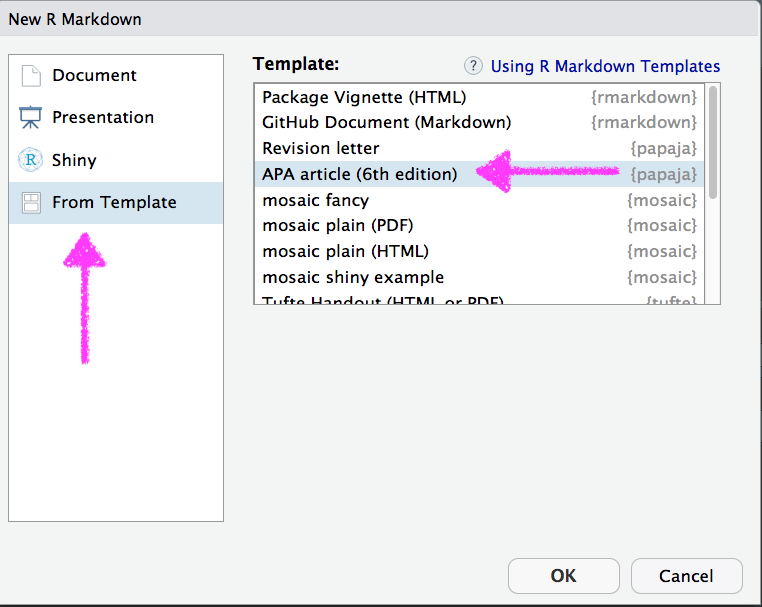 New R Markdown
Document
Presentation
R Shiny
From Template
Template:
? Using R Markdown Templates
Package Vignette (HTML) {rmarkdown}
GitHub Document (Markdown) {rmarkdown}
Revision letter {papaja}
APA article (6th edition) {papaja}
mosaic fancy {mosaic}
mosaic plain (PDF) {mosaic}
mosaic plain (HTML) {mosaic}
mosaic shiny example {mosaic}
Tufte Handout (HTML or PDF) {tufte}
OK Cancel